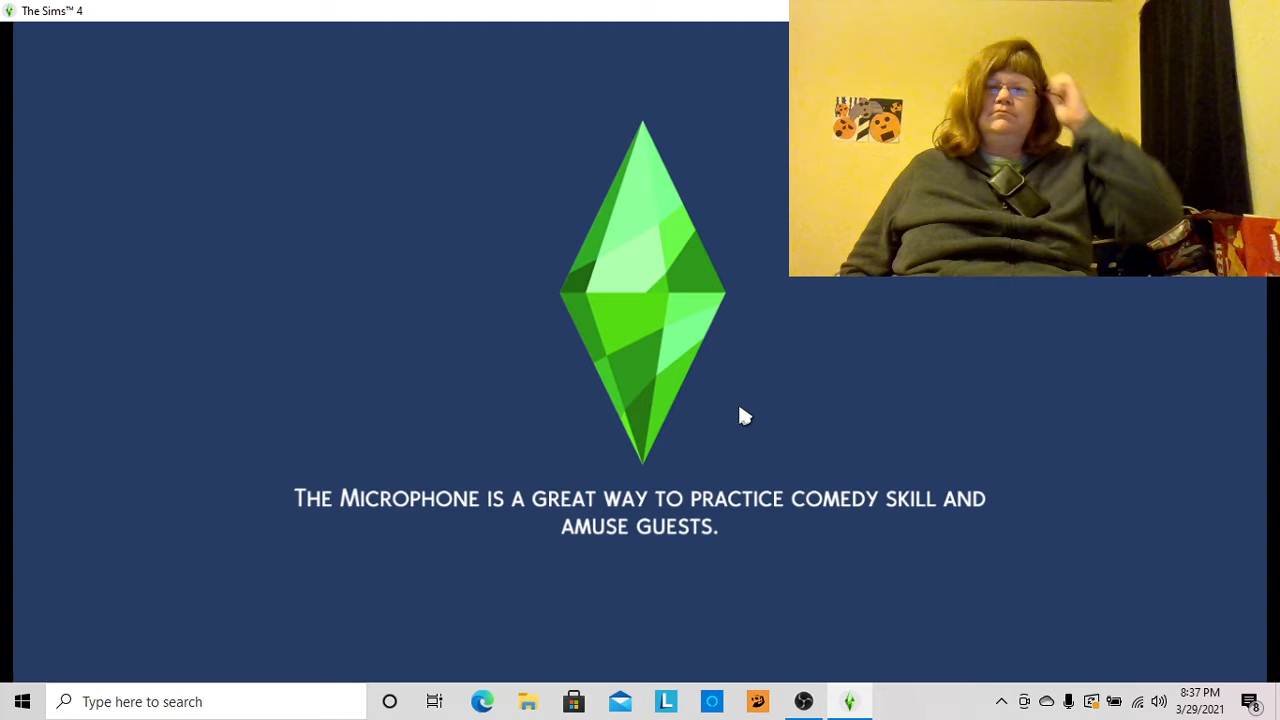 The Sims™ 4
THE MICROPHONE IS A GREAT WAY TO PRACTICE COMEDY SKILL AND
AMUSE GUESTS.
Type here to search
L
8:37 PM
3/29/2021
8